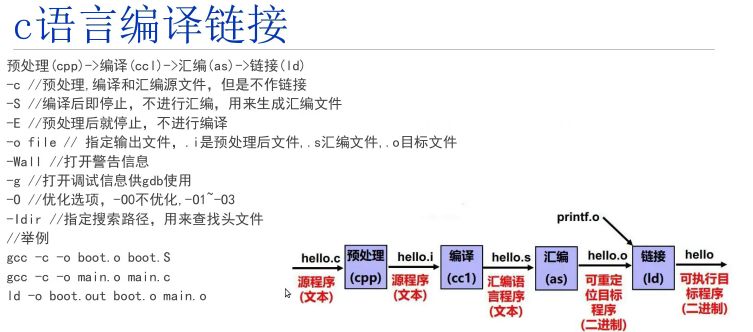 c语言编译链接
预处理(cpp)->编译(ccl)->汇编(as)->链接(ld)
-c //预处理,编译和汇编源文件，但是不作链接
-S //编译后即停止，不进行汇编，用来生成汇编文件
-E //预处理后就停止，不进行编译
-o file // 指定输出文件，.i是预处理后文件,.s汇编文件,.o目标文件
-Wall //打开警告信息
-g //打开调试信息供gdb使用
-O //优化选项，-O0不优化,-O1~-O3
-Idir //指定搜索路径，用来查找头文件
//举例
gcc -c -o boot.o boot.S
gcc -c -o main.o main.c
ld -o boot.out boot.o main.o
printf.o
hello.c
预处理
(cpp)
hello.i
编译
(cc1)
hello.s
汇编
(as)
hello.o
链接
(ld)
hello
源程序
(文本)
源程序
(文本)
汇编语
言程序
(文本)
可重定
位目标
程序
(二进制)
可执行目
标程序
(二进制)